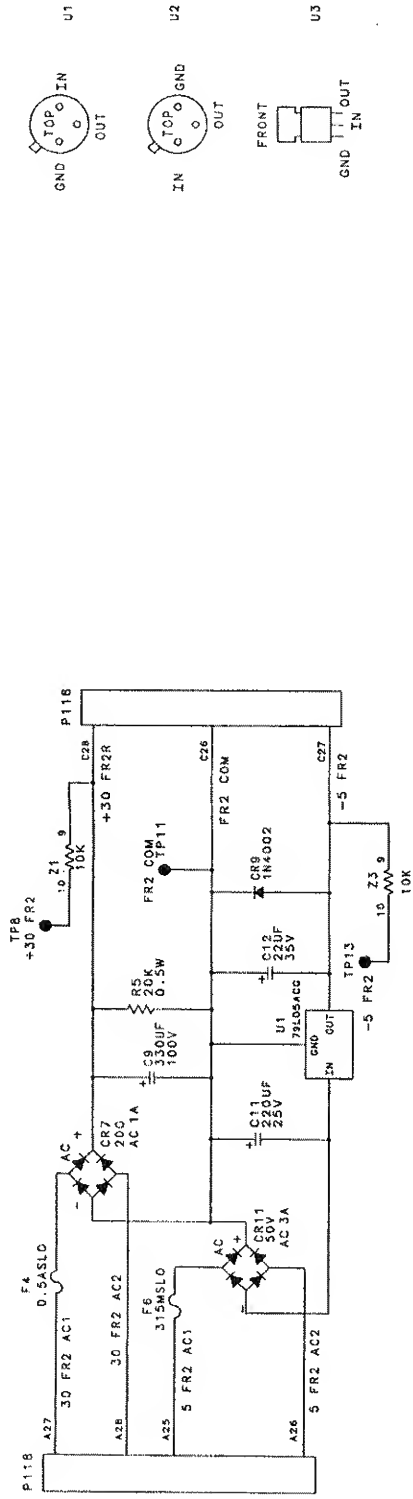 P118
A27
30 FR2 AC1
F4
0.5ASLO
A28
30 FR2 AC2
A25
5 FR2 AC1
F6
315MSLO
A26
5 FR2 AC2
AC
+
-
CR7
200
AC 1A
AC
+
-
CR11
50V
AC 3A
+
C9
330UF
100V
R5
20K
0.5W
TP8
+30 FR2
10
Z1
9
10K
+30 FR2R
C28
P116
FR2 COM
TP11
C26
FR2 COM
+
C11
220UF
25V
U1
79L05ACG
GND
IN
OUT
+
C12
22UF
35V
CR9
1N4002
C27
-5 FR2
TP13
-5 FR2
10
Z3
9
10K
GND
TOP
IN
OUT
U1
IN
TOP
GND
OUT
U2
FRONT
GND
IN
OUT
U3